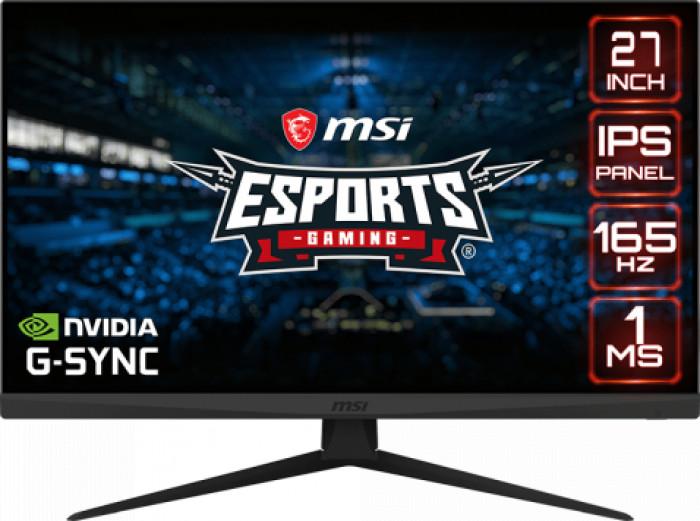 msi
ESPORTS
- GAMING -
®
NVIDIA
G-SYNC
27
INCH
IPS
PANEL
165
HZ
1
MS
msi